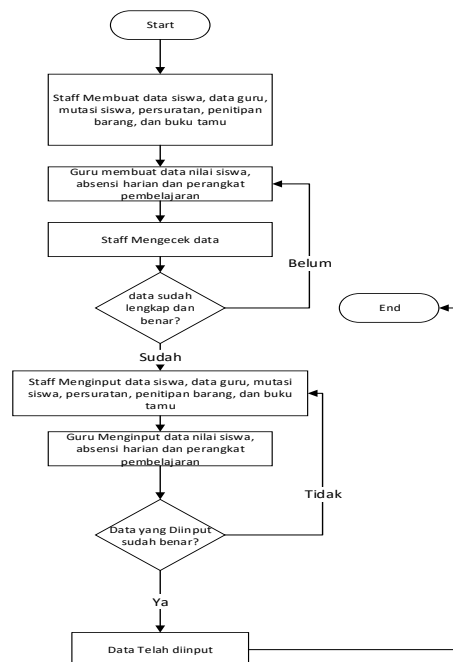 Start
Staff Membuat data siswa, data guru,
mutasi siswa, persuratan, penitipan
barang, dan buku tamu
Guru membuat data nilai siswa,
absensi harian dan perangkat
pembelajaran
Staff Mengecek data
Belum
data sudah
lengkap dan
benar?
End
Sudah
Staff Menginput data siswa, data guru, mutasi
siswa, persuratan, penitipan barang, dan buku
tamu
Guru Menginput data nilai siswa,
absensi harian dan perangkat
pembelajaran
Tidak
Data yang Diinput
sudah benar?
Ya
Data Telah diinput